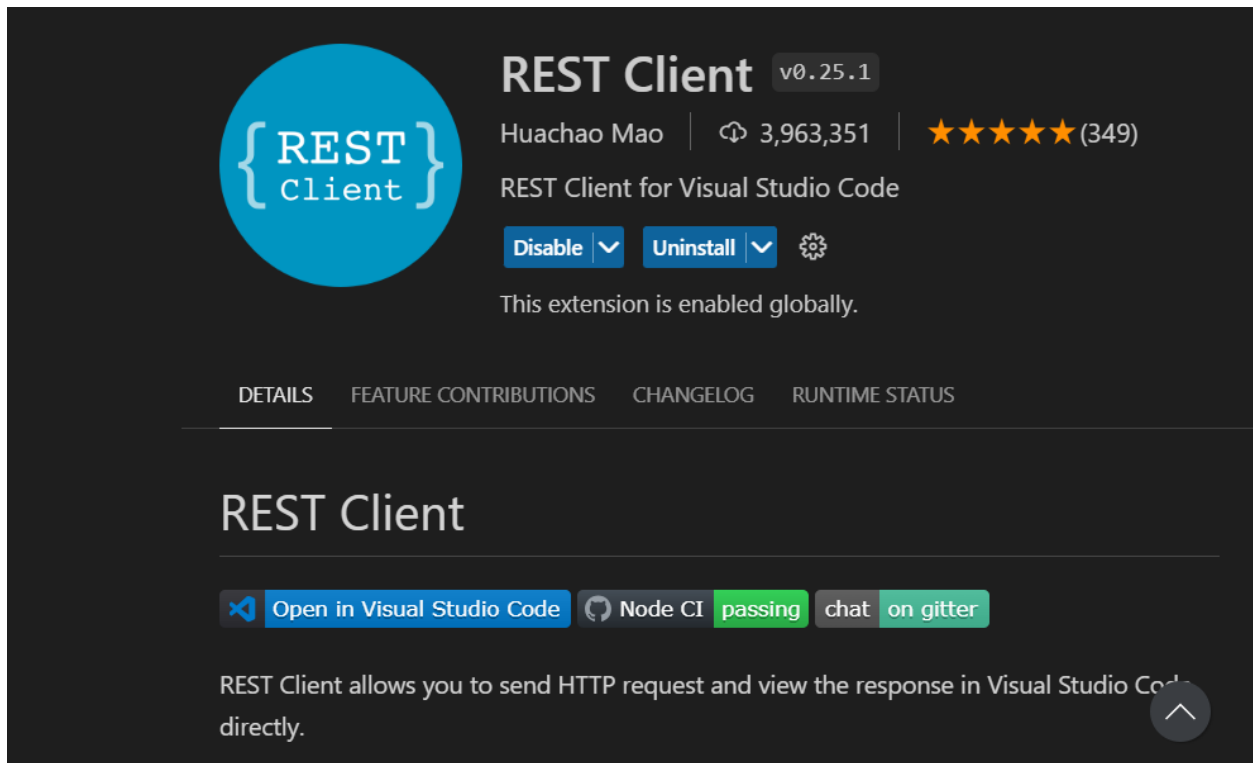 { REST
Client }
REST Client v0.25.1
Huachao Mao 3,963,351 ★★★★★(349)
REST Client for Visual Studio Code
Disable Uninstall
This extension is enabled globally.
DETAILS FEATURE CONTRIBUTIONS CHANGELOG RUNTIME STATUS
REST Client
Open in Visual Studio Code Node CI passing chat on gitter
REST Client allows you to send HTTP request and view the response in Visual Studio Code
directly.